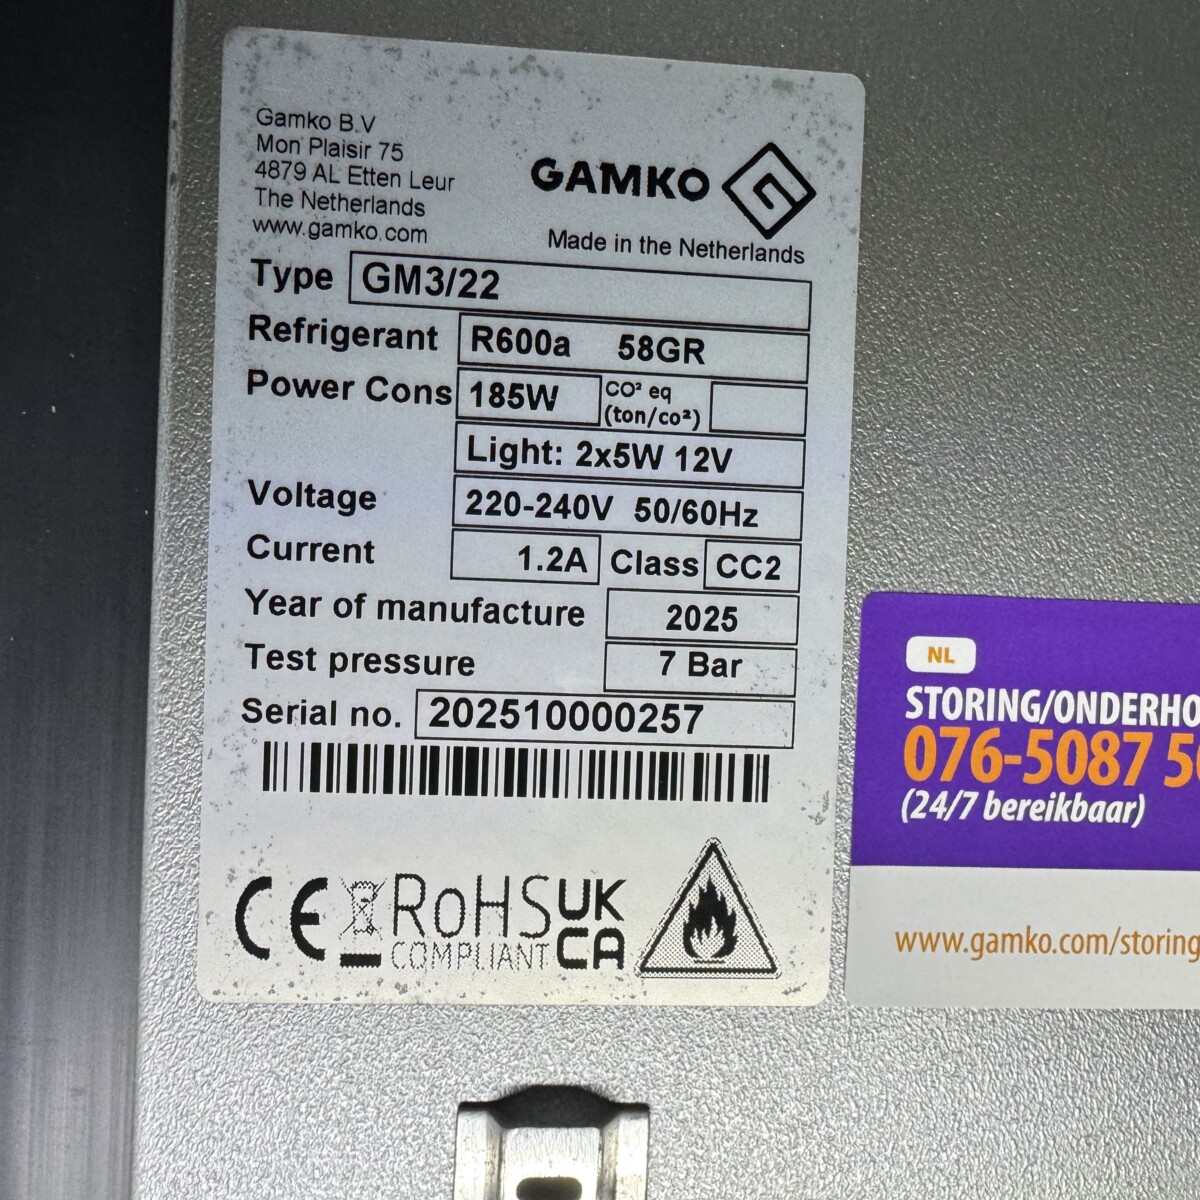 Gamko B.V
Mon Plaisir 75
4879 AL Etten Leur
The Netherlands
www.gamko.com
GAMKO
Made in the Netherlands
Type GM3/22
Refrigerant R600a 58GR
Power Cons 185W CO² eq (ton/co²)
Light: 2x5W 12V
Voltage 220-240V 50/60Hz
Current 1.2A Class CC2
Year of manufacture 2025
Test pressure 7 Bar
Serial no. 202510000257
CE RoHS COMPLIANT UK CA
NL
STORING/ONDERHO
076-5087 5
(24/7 bereikbaar)
www.gamko.com/storing